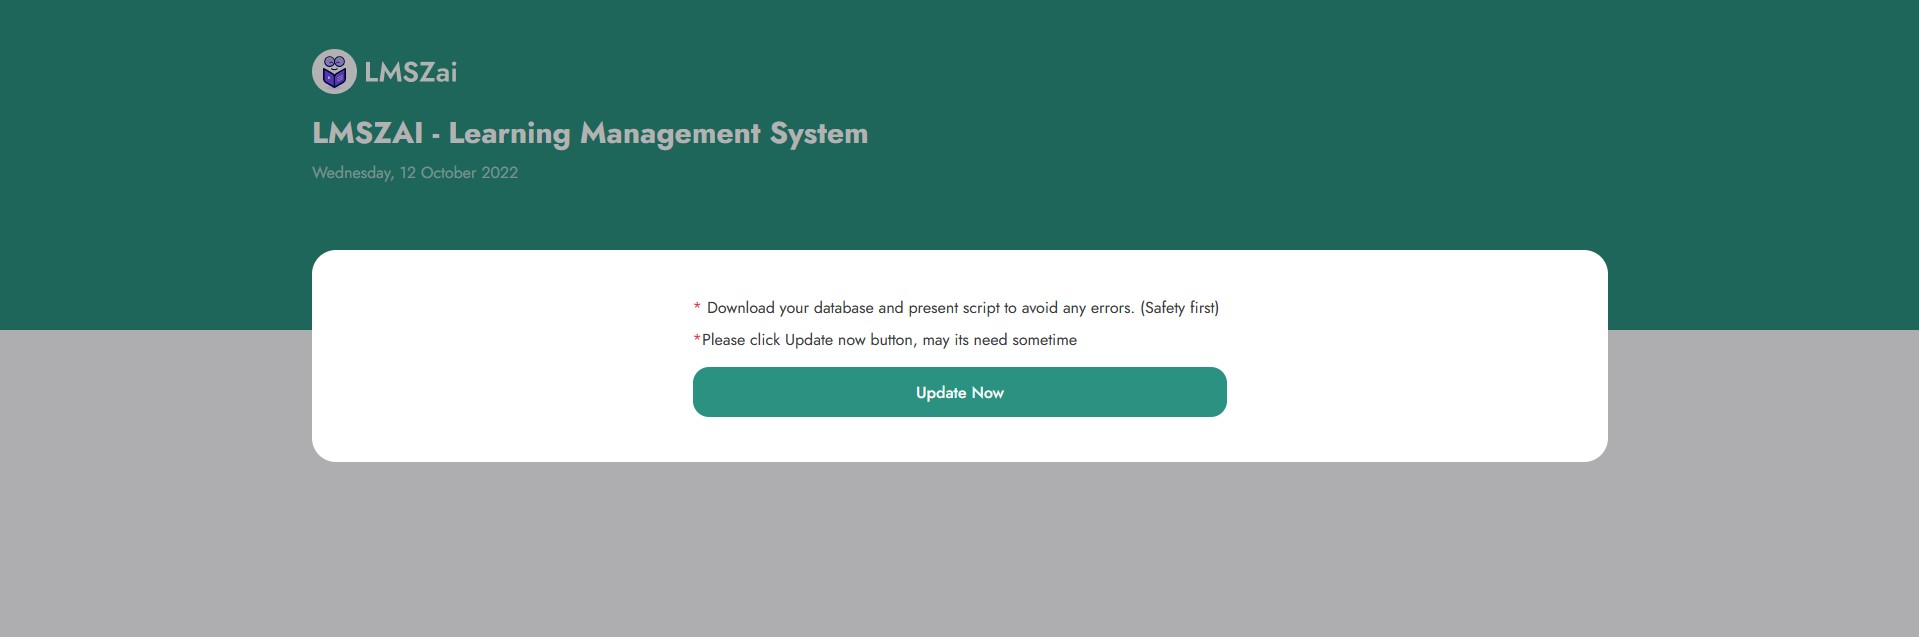 LMSZai
LMSZAI - Learning Management System
Wednesday, 12 October 2022
* Download your database and present script to avoid any errors. (Safety first)
*Please click Update now button, may its need sometime
Update Now